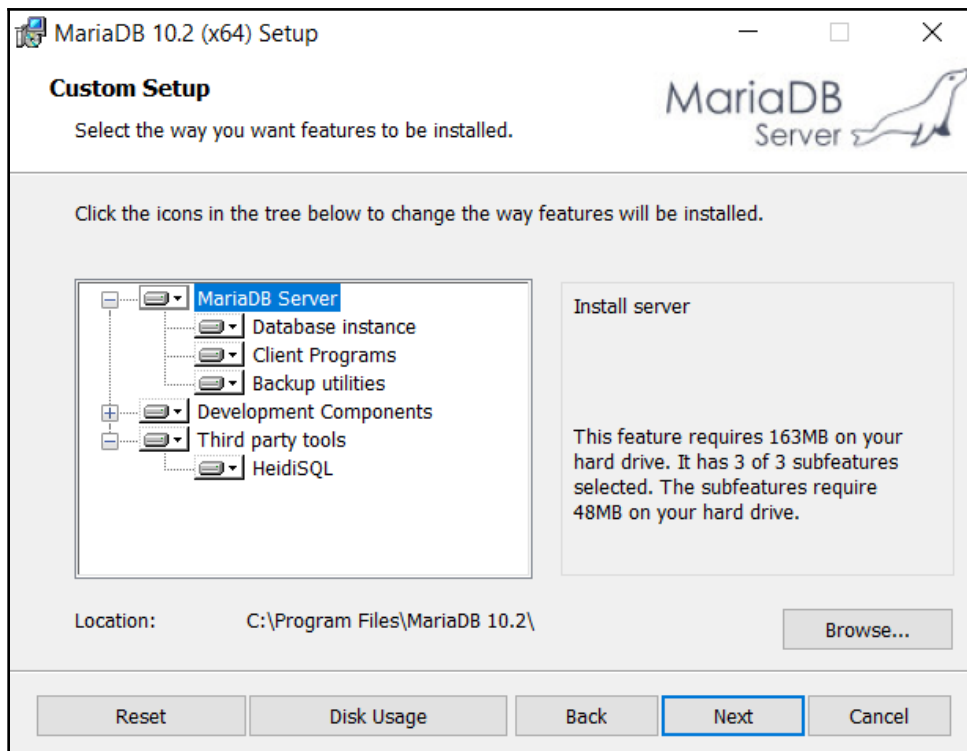 MariaDB 10.2 (x64) Setup
Custom Setup
Select the way you want features to be installed.
MariaDB
Server
Click the icons in the tree below to change the way features will be installed.
MariaDB Server
Database instance
Client Programs
Backup utilities
Development Components
Third party tools
HeidiSQL
Install server
This feature requires 163MB on your
hard drive. It has 3 of 3 subfeatures
selected. The subfeatures require
48MB on your hard drive.
Location: C:\Program Files\MariaDB 10.2\
Browse...
Reset Disk Usage Back Next Cancel